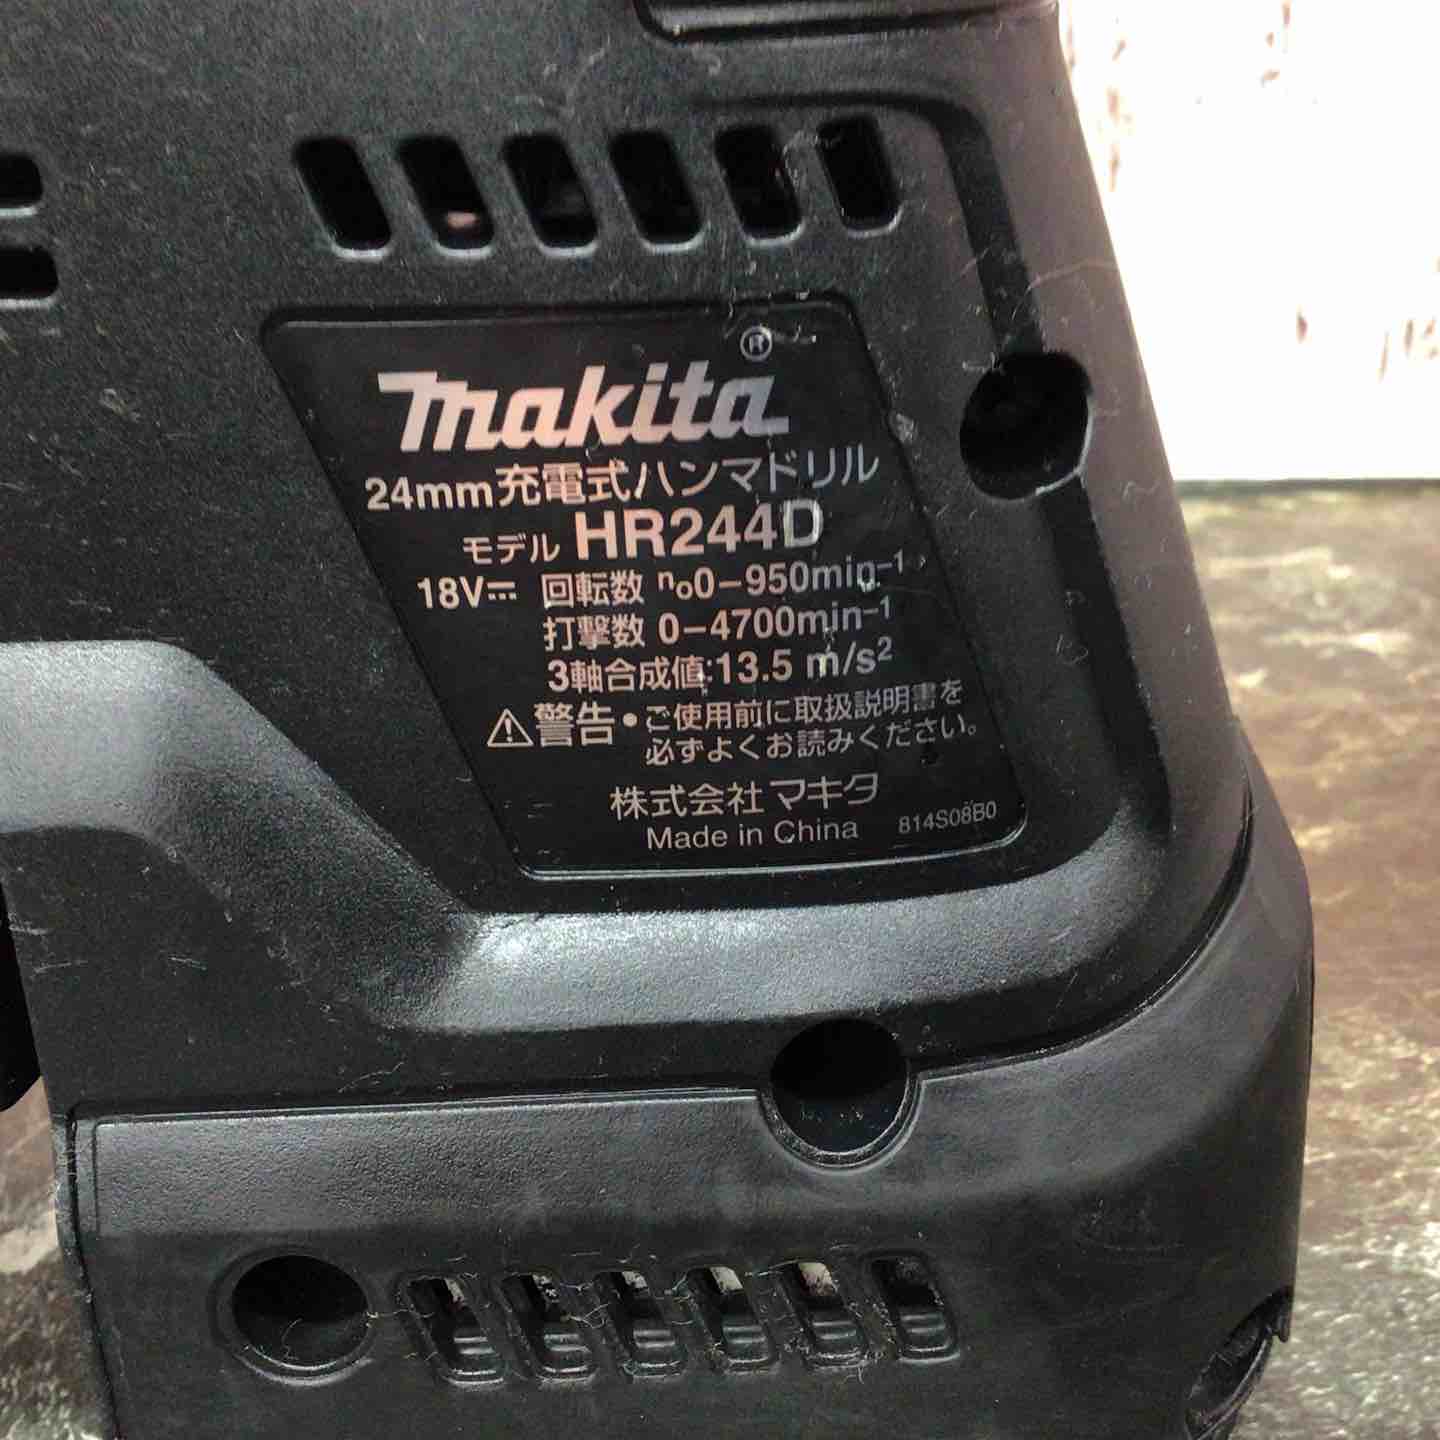 makita®
24mm充電式ハンマドリル
モデル HR244D
18V⎓ 回転数 n₀0−950min⁻¹
打撃数 0−4700min⁻¹
3軸合成値:13.5 m/s²
⚠警告・ご使用前に取扱説明書を
必ずよくお読みください。
株式会社マキタ
Made in China 814S08B0